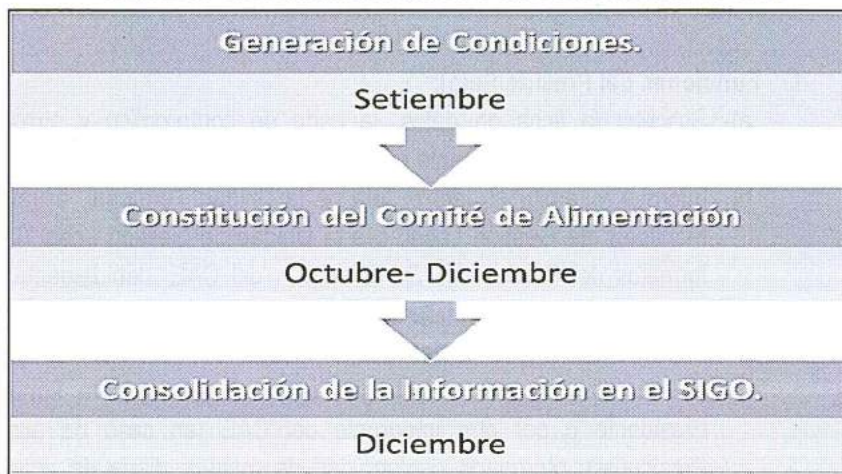 Generación de Condiciones.
Setiembre
Constitución del Comité de Alimentación
Octubre- Diciembre
Consolidación de la Información en el SIGO.
Diciembre